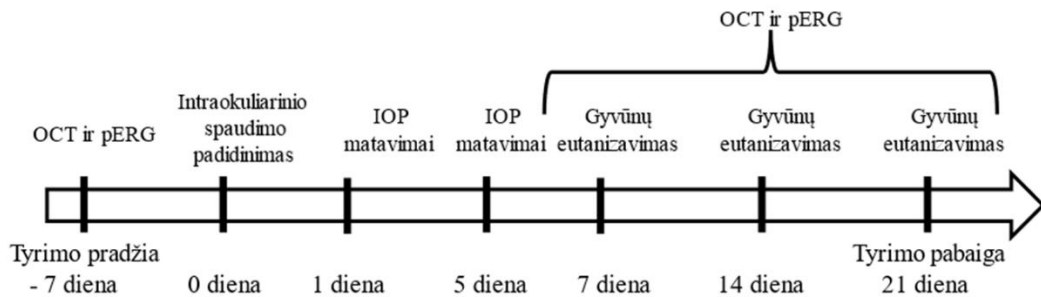 OCT ir pERG
OCT ir pERG
Intraokuliarinio
spaudimo
padidinimas
IOP
matavimai
IOP
matavimai
Gyvūnų
eutanizavimas
Gyvūnų
eutanizavimas
Gyvūnų
eutanizavimas
Tyrimo pradžia
- 7 diena
0 diena
1 diena
5 diena
7 diena
14 diena
Tyrimo pabaiga
21 diena